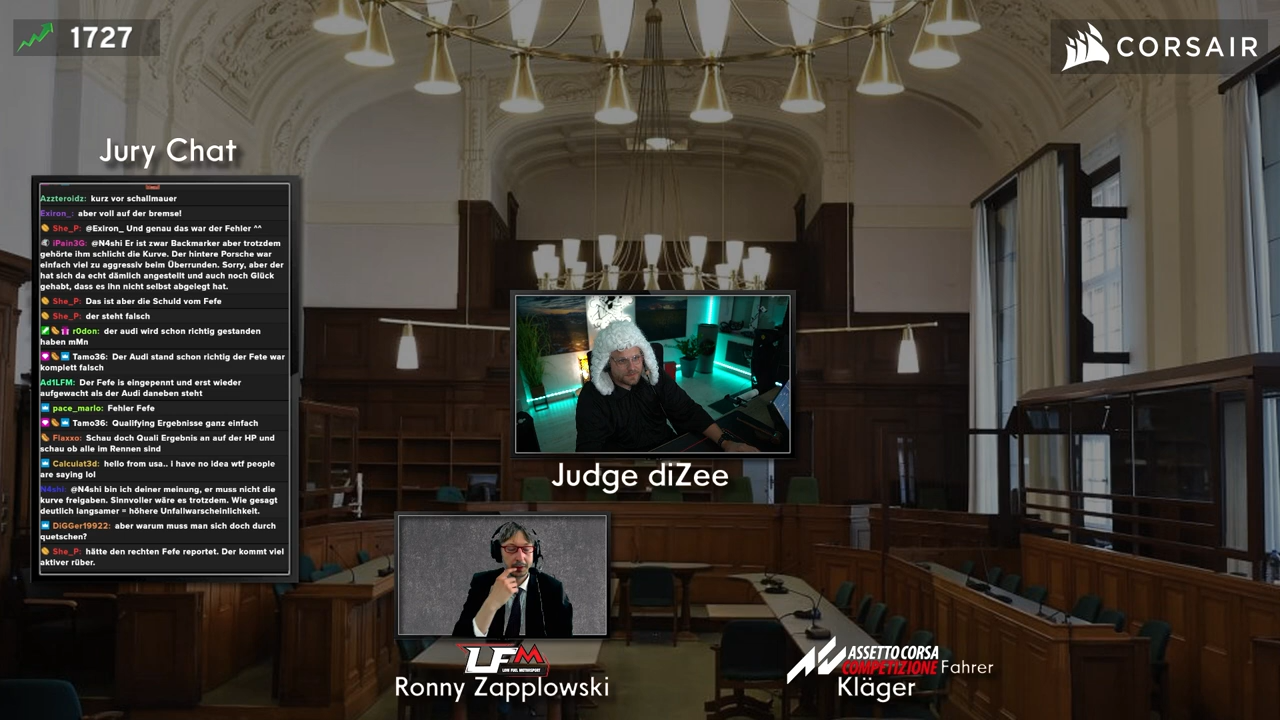 1727
CORSAIR
Jury Chat
Azzteroidz: kurz vor schallmauer
Exiron_: aber voll auf der bremse!
She_P: @Exiron_ Und genau das war der Fehler ^^
iPain3G: @N4shi Er ist zwar Backmarker aber trotzdem
gehörte ihm schlicht die Kurve. Der hintere Porsche war
einfach viel zu aggressiv beim Überrunden. Sorry, aber der
hat sich da echt dämlich angestellt und auch noch Glück
gehabt, dass es ihn nicht selbst abgelegt hat.
She_P: Das ist aber die Schuld vom Fefe
She_P: der steht falsch
r0don: der audi wird schon richtig gestanden
haben mMn
Tamo36: Der Audi stand schon richtig der Fete war
komplett falsch
Ad1LFM: Der Fefe is eingepennt und erst wieder
aufgewacht als der Audi daneben steht
pace_mario: Fehler Fefe
Tamo36: Qualifying Ergebnisse ganz einfach
Flaxxo: Schau doch Quali Ergebnis an auf der HP und
schau ob alle im Rennen sind
Calculat3d: hello from usa.. i have no idea wtf people
are saying lol
N4shi: @N4shi bin ich deiner meinung, er muss nicht die
kurve freigaben. Sinnvoller wäre es trotzdem. Wie gesagt
deutlich langsamer = höhere Unfallwarscheinlichkeit.
DiGGer19922: aber warum muss man sich doch durch
quetschen?
She_P: hätte den rechten Fefe reportet. Der kommt viel
aktiver rüber.
Judge diZee
LFM
LOW FUEL MOTORSPORT
Ronny Zapplowski
ASSETTO CORSA
COMPETIZIONE Fahrer
Kläger